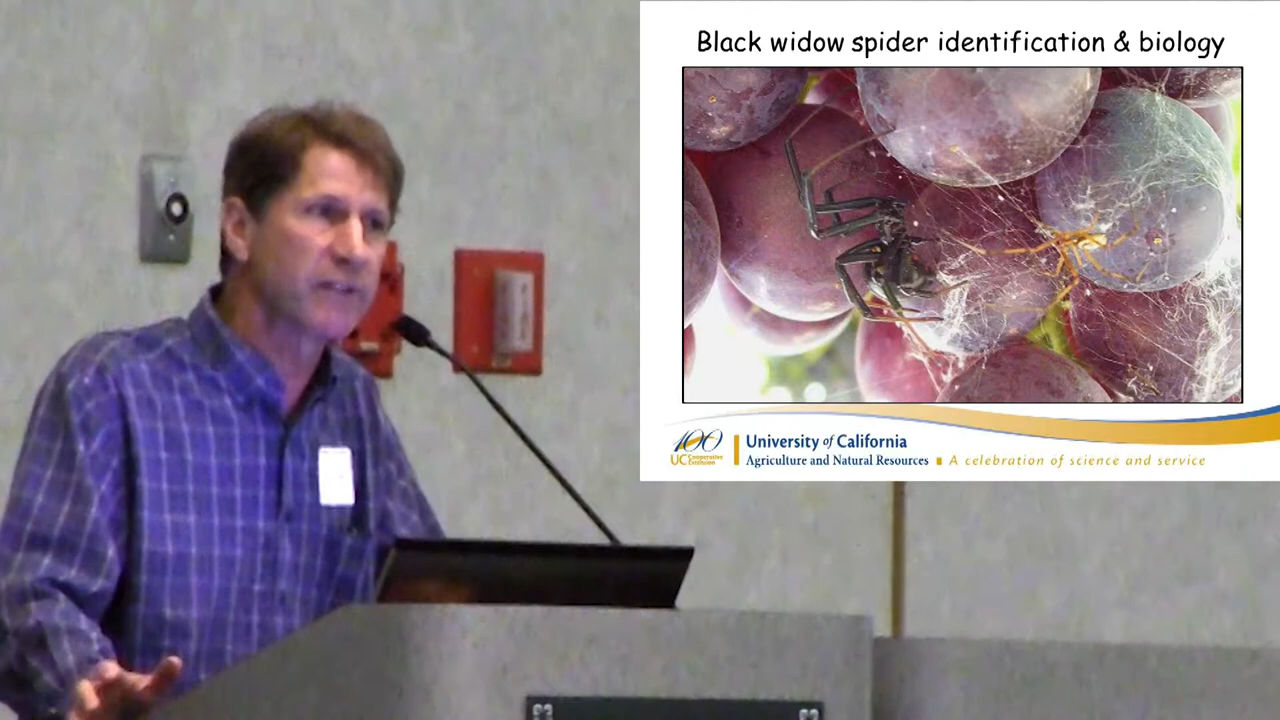 Black widow spider identification & biology
100
UC Cooperative
Extension
University of California
Agriculture and Natural Resources ■ A celebration of science and service